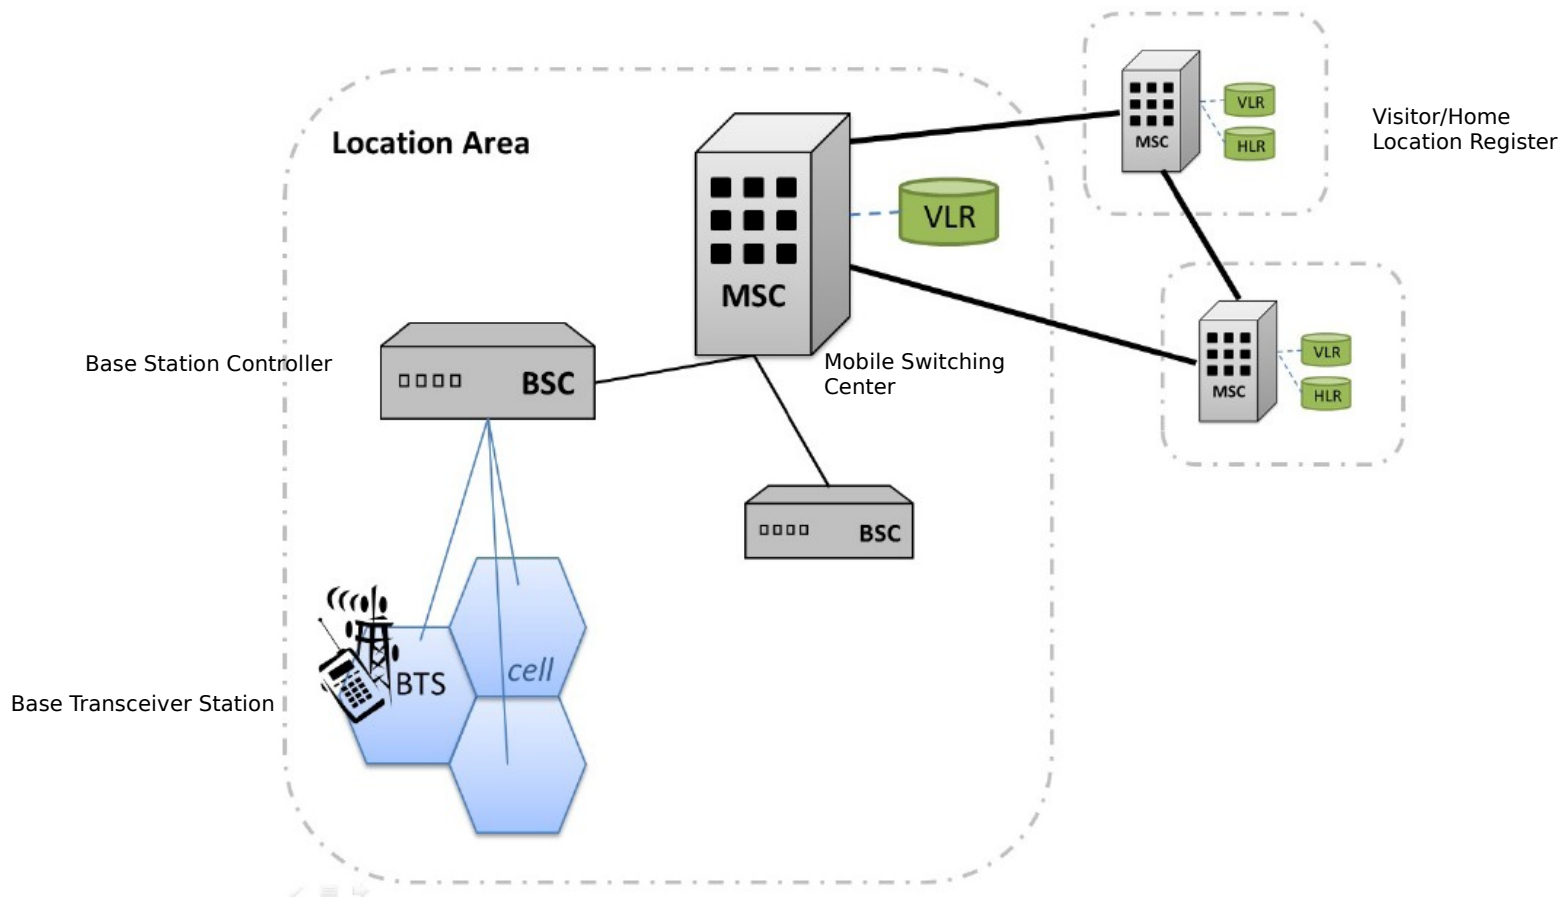 VLR
MSC
HLR
Visitor/Home
Location Register
Location Area
VLR
MSC
Base Station Controller
BSC
Mobile Switching
Center
VLR
MSC
HLR
BSC
cell
BTS
Base Transceiver Station